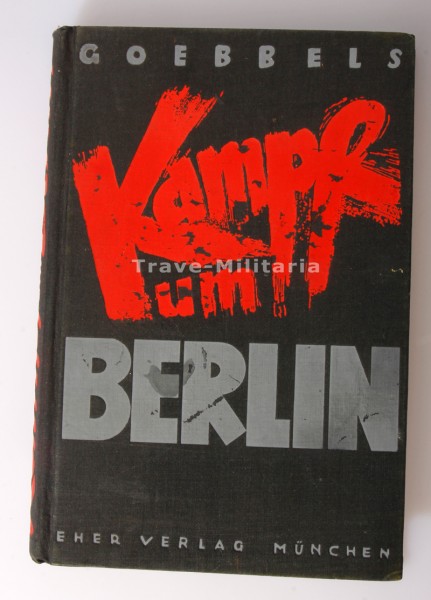 GOEBBELS
Kampf
Trave-Militaria
um
BERLIN
EHER VERLAG MÜNCHEN